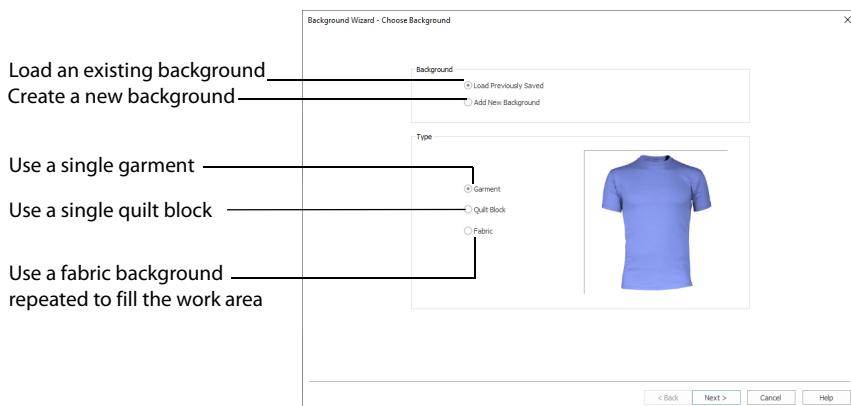 Background Wizard - Choose Background
Load an existing background
Create a new background
Background
Load Previously Saved
Add New Background
Type
Use a single garment
Use a single quilt block
Use a fabric background
repeated to fill the work area
Garment
Quilt Block
Fabric
< Back
Next >
Cancel
Help